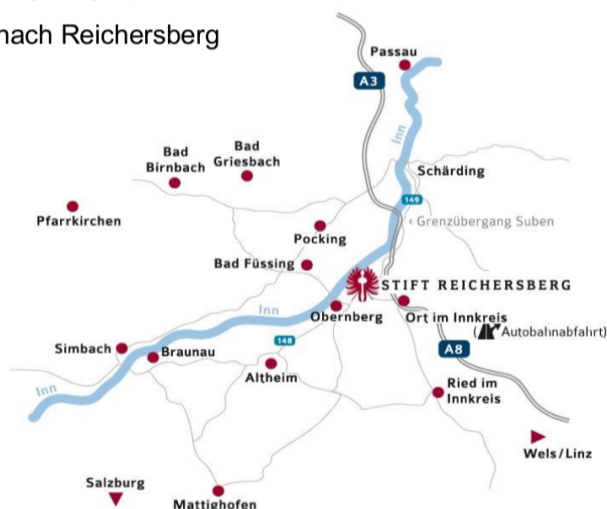 nach Reichersberg
Passau
A3
Inn
Bad
Birnbach
Bad
Griesbach
Schärding
149
‹ Grenzübergang Suben
Pfarrkirchen
Pocking
Bad Füssing
STIFT REICHERSBERG
Inn
Obernberg
Ort im Innkreis
(Autobahnabfahrt)
148
A8
Simbach
Braunau
Altheim
Inn
Ried im
Innkreis
Wels/Linz
Salzburg
Mattighofen